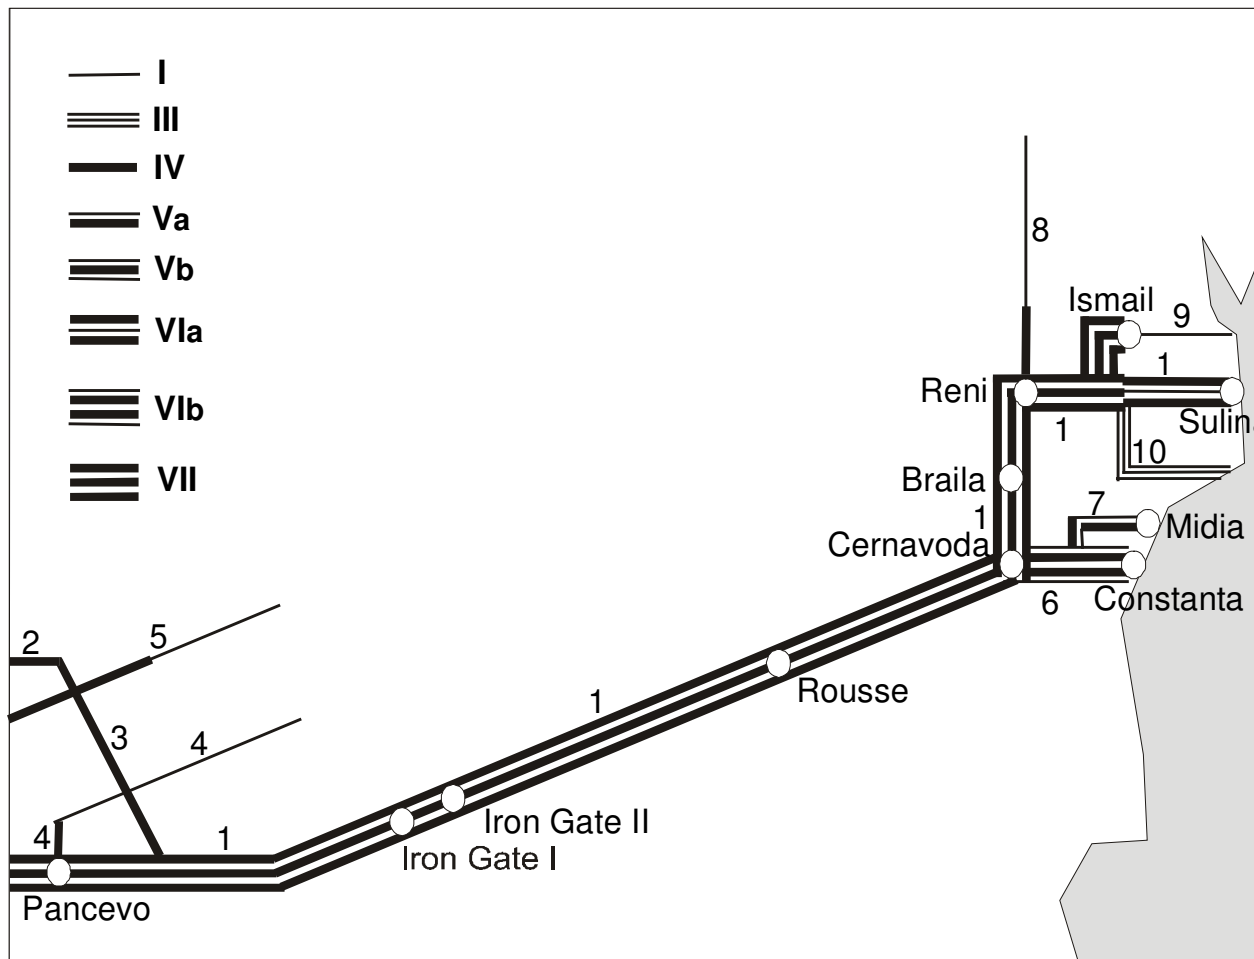 I
III
IV
Va
Vb
VIa
VIb
VII
8
Ismail
9
1
Reni
Sulin
1
10
Braila
7
1
Midia
Cernavoda
6
Constanta
2
5
Rousse
1
3
4
4
1
Iron Gate II
Iron Gate I
Pancevo